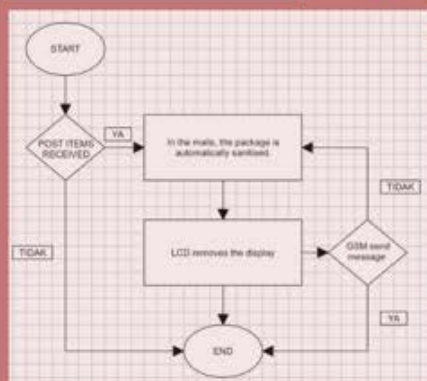 START
POST ITEMS
RECEIVED
YA
In the mails, the package is
automatically sanitised.
TIDAK
TIDAK
LCD removes the display
GSM send
message
YA
END